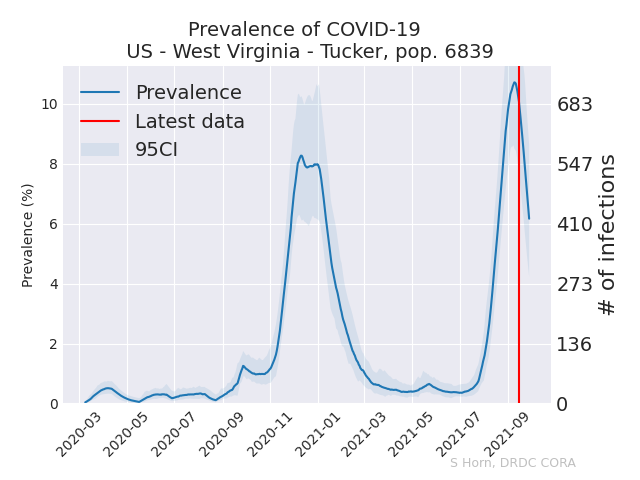 Prevalence of COVID-19
US - West Virginia - Tucker, pop. 6839
Prevalence
Latest data
95CI
Prevalence (%)
10
8
6
4
2
0
683
547
410
273
136
0
# of infections
2020-03
2020-05
2020-07
2020-09
2020-11
2021-01
2021-03
2021-05
2021-07
2021-09
S Horn, DRDC CORA